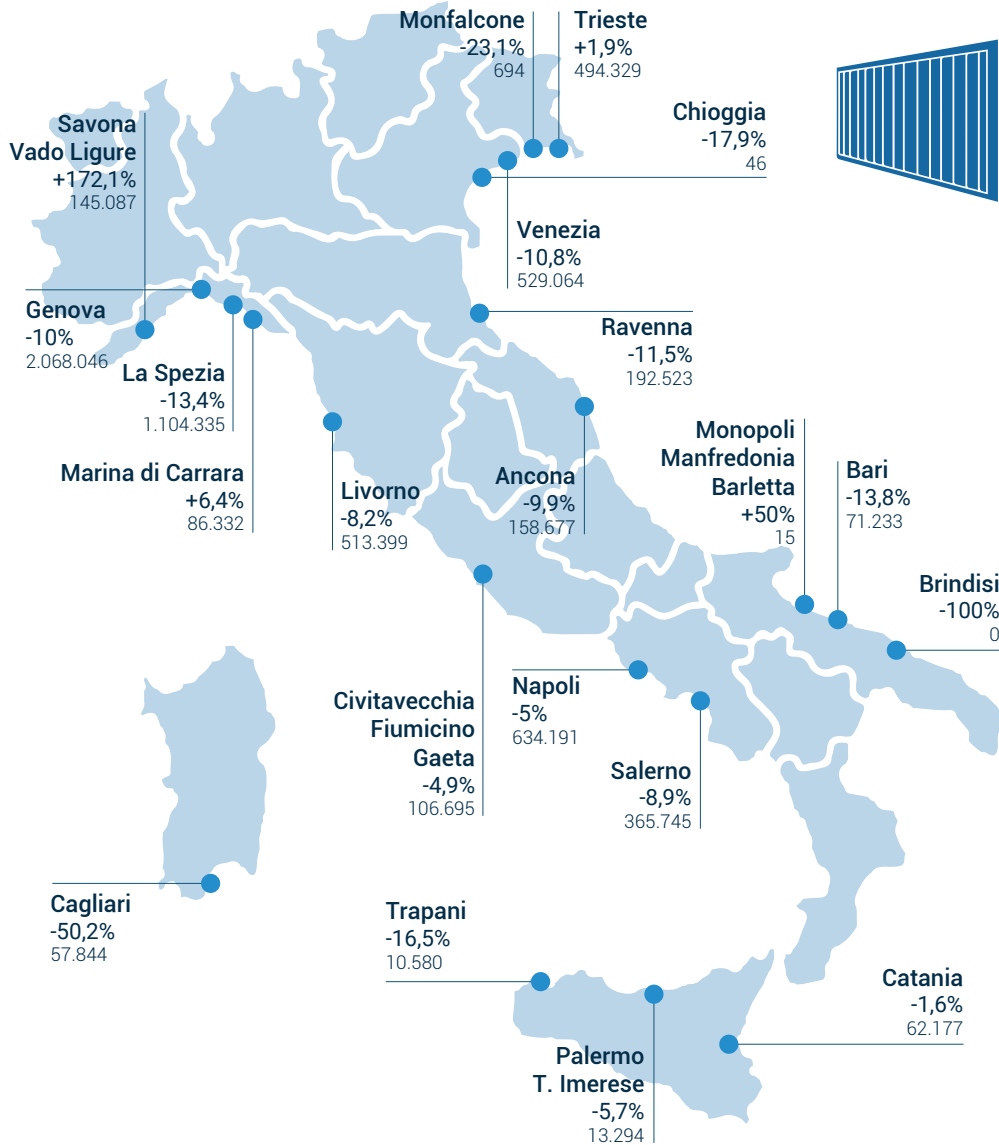 Monfalcone
-23,1%
694
Trieste
+1,9%
494.329
Chioggia
-17,9%
46
Savona
Vado Ligure
+172,1%
145.087
Venezia
-10,8%
529.064
Genova
-10%
2.068.046
Ravenna
-11,5%
192.523
La Spezia
-13,4%
1.104.335
Marina di Carrara
+6,4%
86.332
Livorno
-8,2%
513.399
Ancona
-9,9%
158.677
Monopoli
Manfredonia
Barletta
+50%
15
Bari
-13,8%
71.233
Brindisi
-100%
0
Civitavecchia
Fiumicino
Gaeta
-4,9%
106.695
Napoli
-5%
634.191
Salerno
-8,9%
365.745
Cagliari
-50,2%
57.844
Trapani
-16,5%
10.580
Catania
-1,6%
62.177
Palermo
T. Imerese
-5,7%
13.294